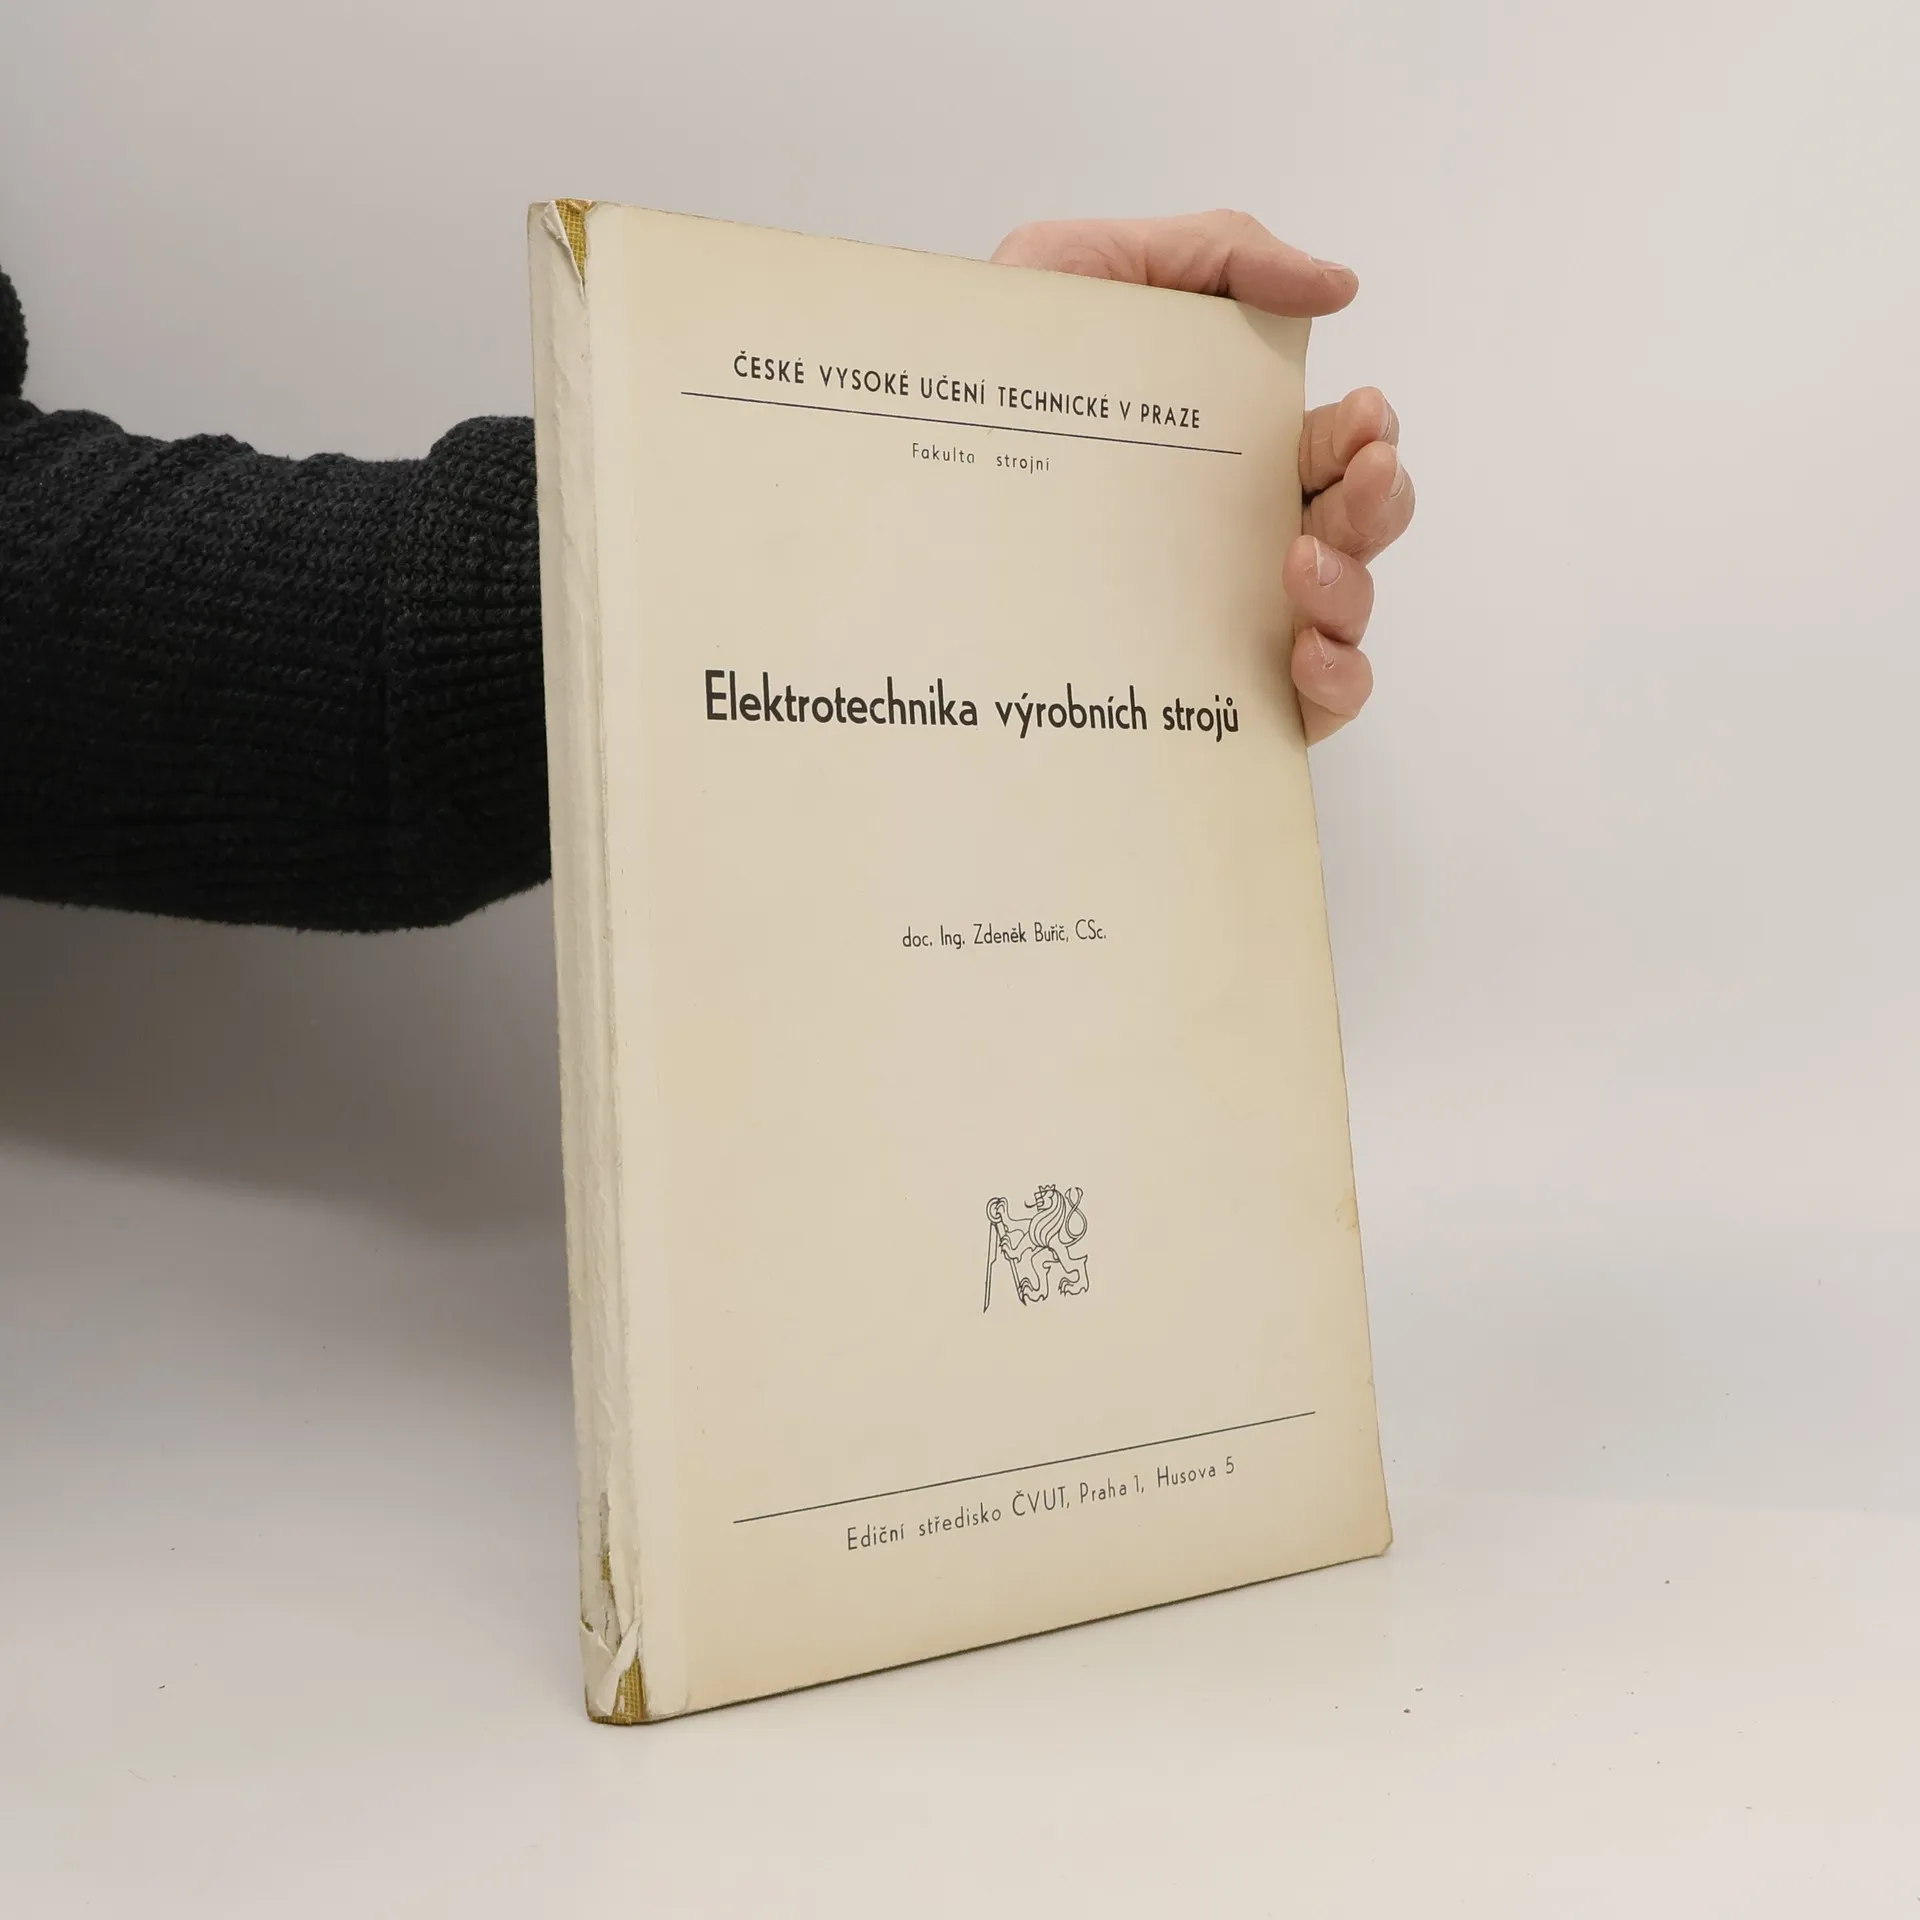 ČESKÉ VYSOKÉ UČENÍ TECHNICKÉ V PRAZE
Fakulta strojní
Elektrotechnika výrobních strojů
doc. Ing. Zdeněk Buřič, CSc.
Ediční středisko ČVUT, Praha 1, Husova 5